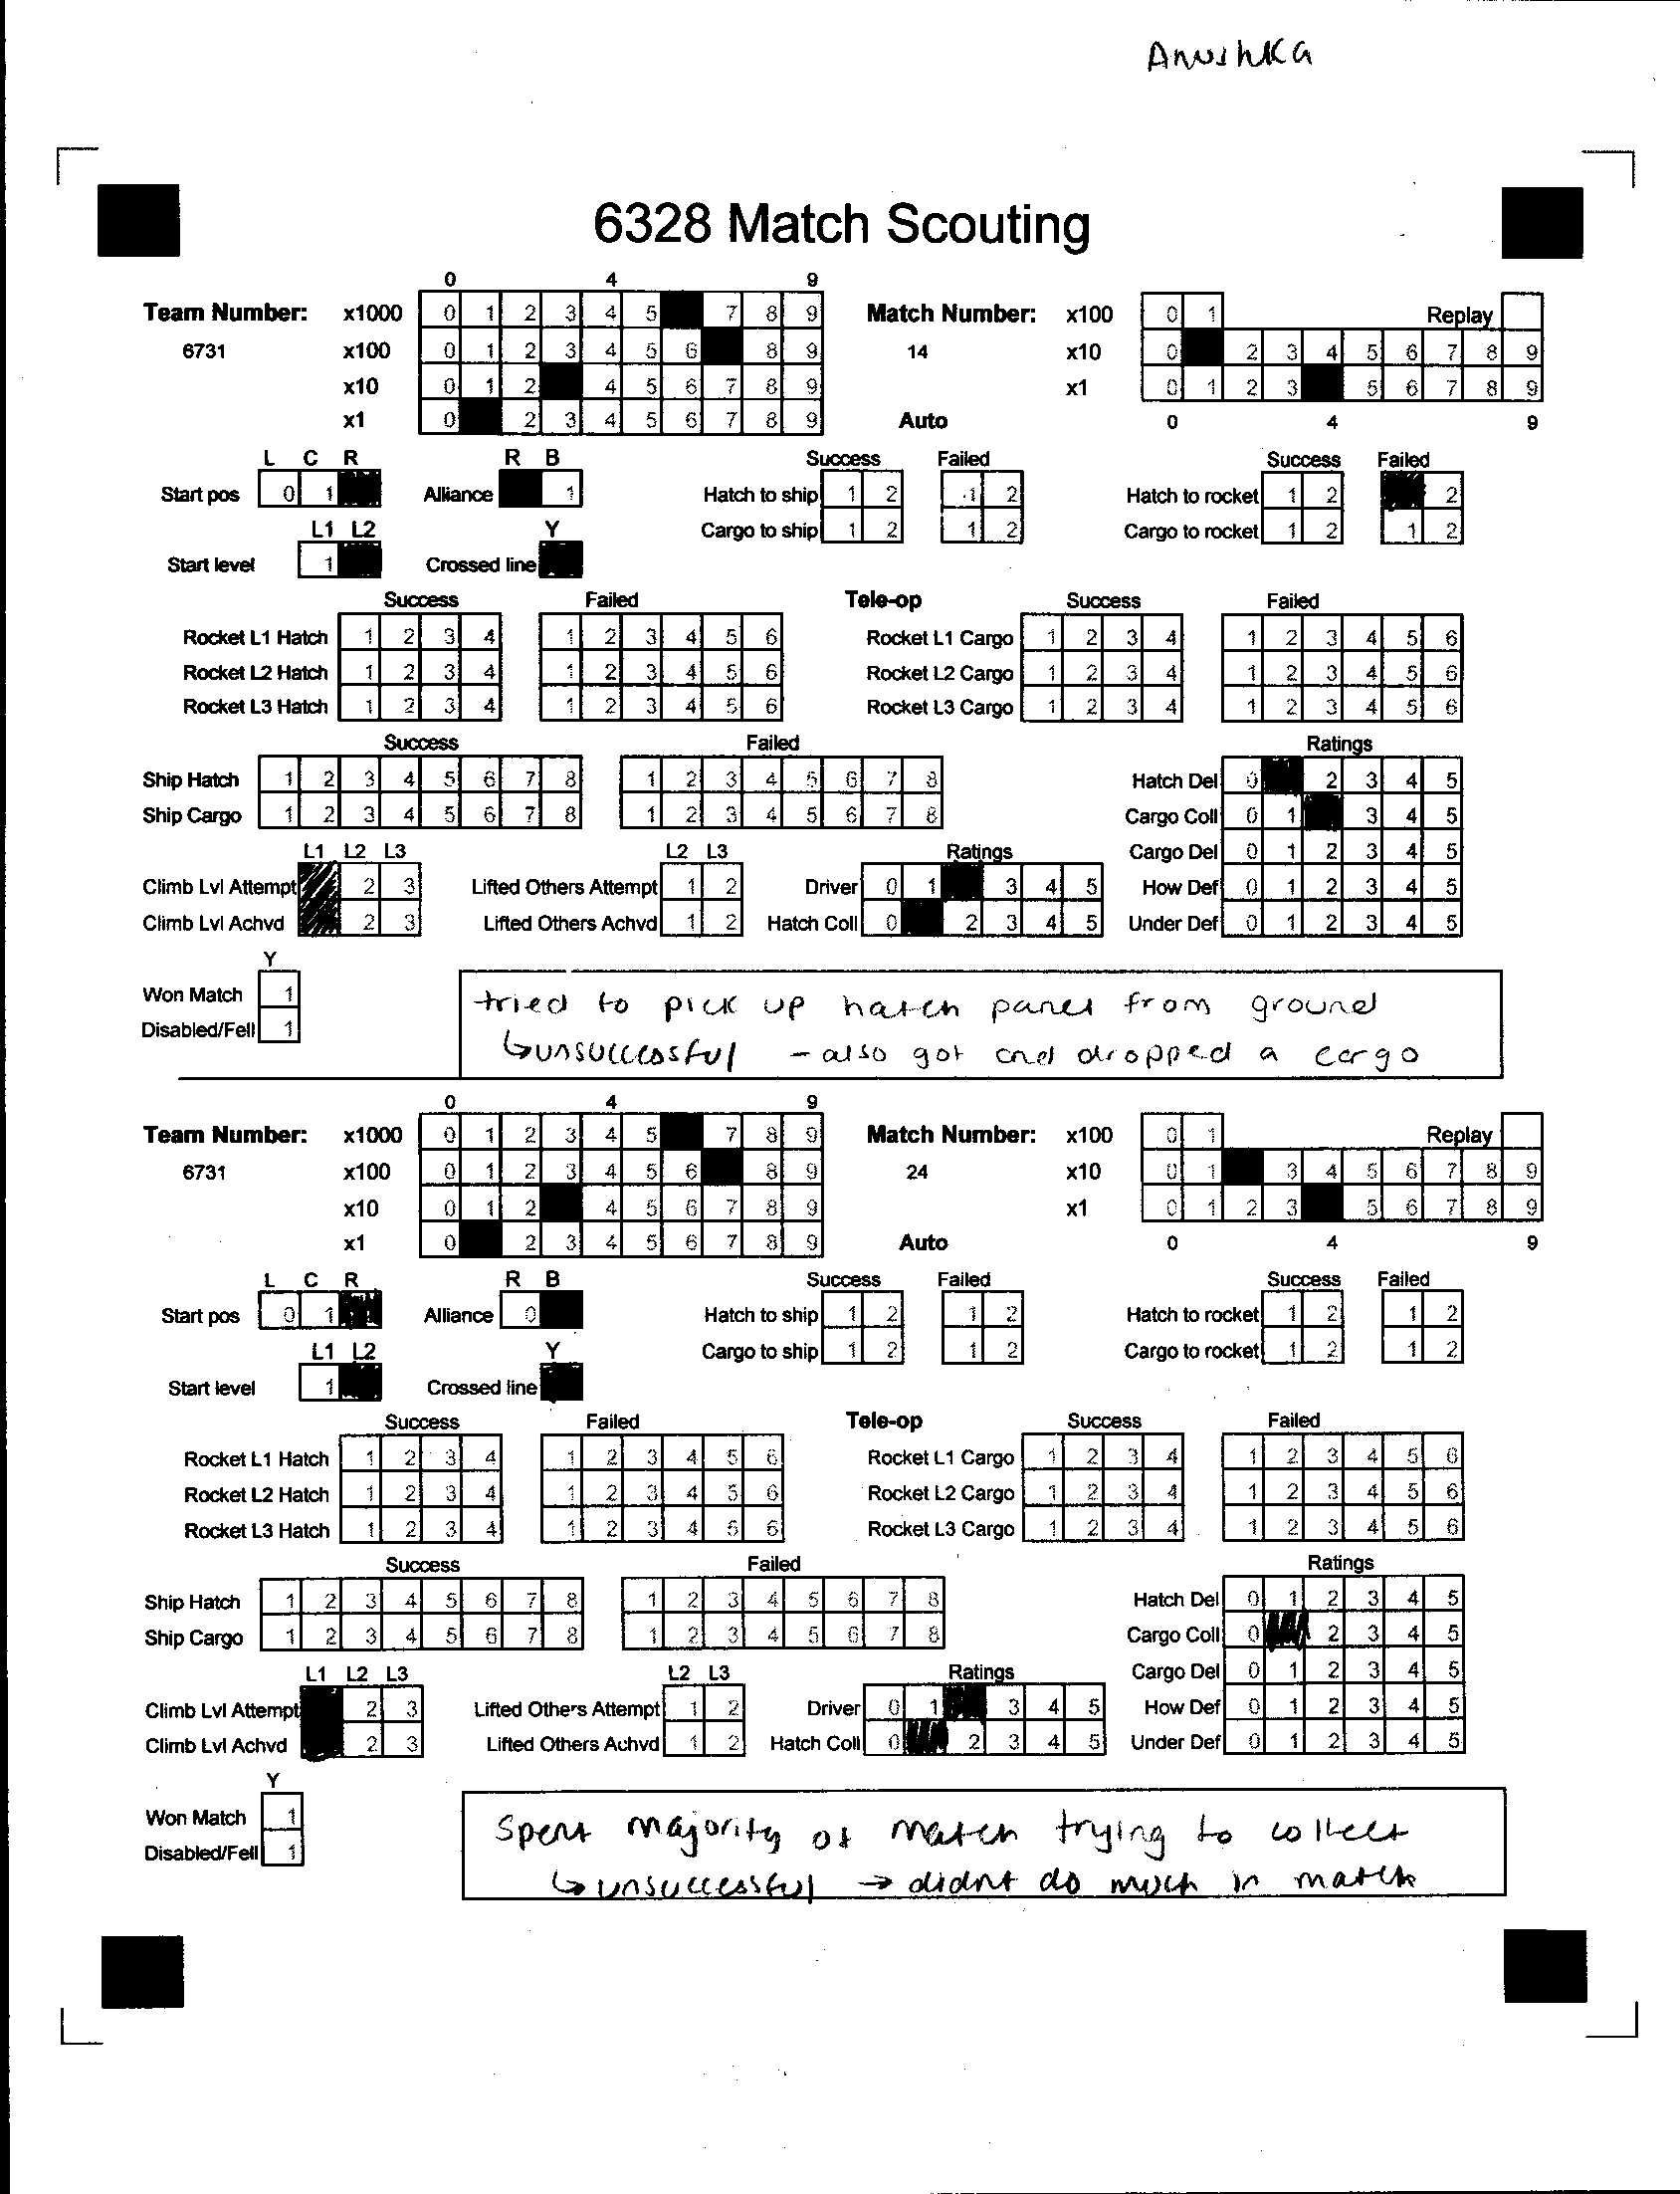 Anushka
6328 Match Scouting
0 4 9
Team Number: x1000 0 1 2 3 4 5 7 8 9 Match Number: x100 0 1 Replay
6731 x100 0 1 2 3 4 5 6 8 9 14 x10 0 2 3 4 5 6 7 8 9
x10 0 1 2 4 5 6 7 8 9 x1 0 1 2 3 5 6 7 8 9
x1 0 2 3 4 5 6 7 8 9 Auto 0 4 9
L C R R B Success Failed Success Failed
Start pos 0 1 Alliance 1 Hatch to ship 1 2 1 2 Hatch to rocket 1 2 2
Cargo to ship 1 2 1 2 Cargo to rocket 1 2 1 2
L1 L2 Y
Start level 1 Crossed line
Success Failed Tele-op Success Failed
Rocket L1 Hatch 1 2 3 4 1 2 3 4 5 6 Rocket L1 Cargo 1 2 3 4 1 2 3 4 5 6
Rocket L2 Hatch 1 2 3 4 1 2 3 4 5 6 Rocket L2 Cargo 1 2 3 4 1 2 3 4 5 6
Rocket L3 Hatch 1 2 3 4 1 2 3 4 5 6 Rocket L3 Cargo 1 2 3 4 1 2 3 4 5 6
Success Failed Ratings
Ship Hatch 1 2 3 4 5 6 7 8 1 2 3 4 5 6 7 8 Hatch Del 0 2 3 4 5
Ship Cargo 1 2 3 4 5 6 7 8 1 2 3 4 5 6 7 8 Cargo Coll 0 1 3 4 5
L1 L2 L3 L2 L3 Ratings Cargo Del 0 1 2 3 4 5
Climb Lvl Attempt 2 3 Lifted Others Attempt 1 2 Driver 0 1 3 4 5 How Def 0 1 2 3 4 5
Climb Lvl Achvd 2 3 Lifted Others Achvd 1 2 Hatch Coll 0 2 3 4 5 Under Def 0 1 2 3 4 5
Y
Won Match 1
Disabled/Fell 1
tried to pick up hatch panel from ground
↳unsuccessful - also got and dropped a cargo
0 4 9
Team Number: x1000 0 1 2 3 4 5 7 8 9 Match Number: x100 0 1 Replay
6731 x100 0 1 2 3 4 5 6 8 9 24 x10 0 1 3 4 5 6 7 8 9
x10 0 1 2 4 5 6 7 8 9 x1 0 1 2 3 5 6 7 8 9
x1 0 2 3 4 5 6 7 8 9 Auto 0 4 9
L C R R B Success Failed Success Failed
Start pos 0 1 Alliance 0 Hatch to ship 1 2 1 2 Hatch to rocket 1 2 1 2
Cargo to ship 1 2 1 2 Cargo to rocket 1 2 1 2
L1 L2 Y
Start level 1 Crossed line
Success Failed Tele-op Success Failed
Rocket L1 Hatch 1 2 3 4 1 2 3 4 5 6 Rocket L1 Cargo 1 2 3 4 1 2 3 4 5 6
Rocket L2 Hatch 1 2 3 4 1 2 3 4 5 6 Rocket L2 Cargo 1 2 3 4 1 2 3 4 5 6
Rocket L3 Hatch 1 2 3 4 1 2 3 4 5 6 Rocket L3 Cargo 1 2 3 4 1 2 3 4 5 6
Success Failed Ratings
Ship Hatch 1 2 3 4 5 6 7 8 1 2 3 4 5 6 7 8 Hatch Del 0 1 2 3 4 5
Ship Cargo 1 2 3 4 5 6 7 8 1 2 3 4 5 6 7 8 Cargo Coll 0 2 3 4 5
L1 L2 L3 L2 L3 Ratings Cargo Del 0 1 2 3 4 5
Climb Lvl Attempt 2 3 Lifted Others Attempt 1 2 Driver 0 1 3 4 5 How Def 0 1 2 3 4 5
Climb Lvl Achvd 2 3 Lifted Others Achvd 1 2 Hatch Coll 0 2 3 4 5 Under Def 0 1 2 3 4 5
Y
Won Match 1
Disabled/Fell 1
Spent majority of match trying to collect
↳unsuccessful → didnt do much in match